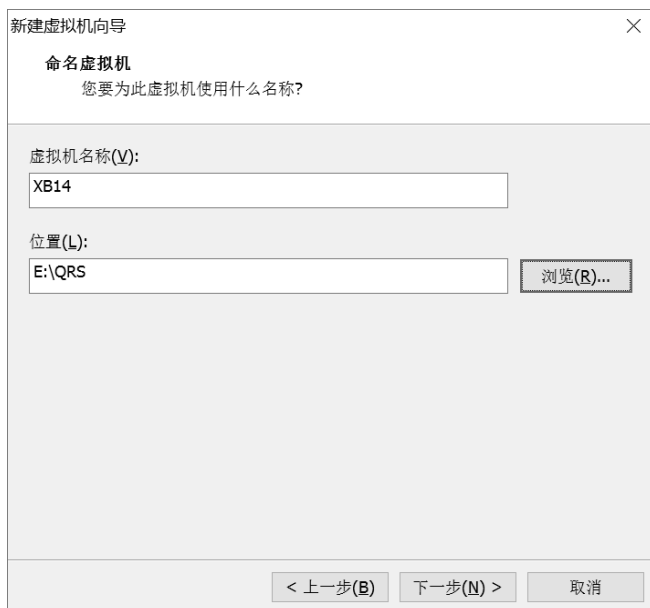 新建虚拟机向导
命名虚拟机
您要为此虚拟机使用什么名称?
虚拟机名称(V):
XB14
位置(L):
E:\QRS
浏览(R)...
< 上一步(B)
下一步(N) >
取消